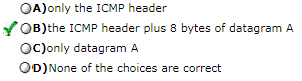 A)only the ICMP header
B)the ICMP header plus 8 bytes of datagram A
C)only datagram A
D)None of the choices are correct